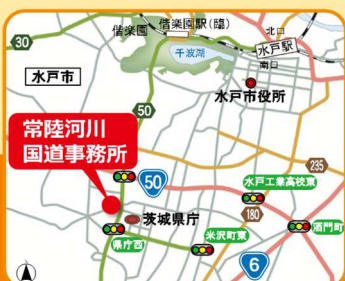 偕楽園
偕楽園駅(臨)
北口
水戸駅
南口
30
千波湖
水戸市
水戸市役所
50
常陸河川
国道事務所
235
水戸工業高校東
50
180
茨城県庁
酒門町
県庁西
米沢町東
6